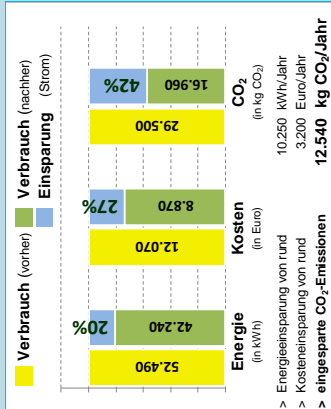 Verbrauch (vorher)
Verbrauch (nachher)
Einsparung (Strom)
20%
27%
42%
52.490
42.240
12.070
8.870
29.500
16.960
Energie
(in kWh)
Kosten
(in Euro)
CO₂
(in kg CO₂)
> Energieeinsparung von rund 10.250 kWh/Jahr
> Kosteneinsparung von rund 3.200 Euro/Jahr
> eingesparte CO₂-Emissionen 12.540 kg CO₂/Jahr